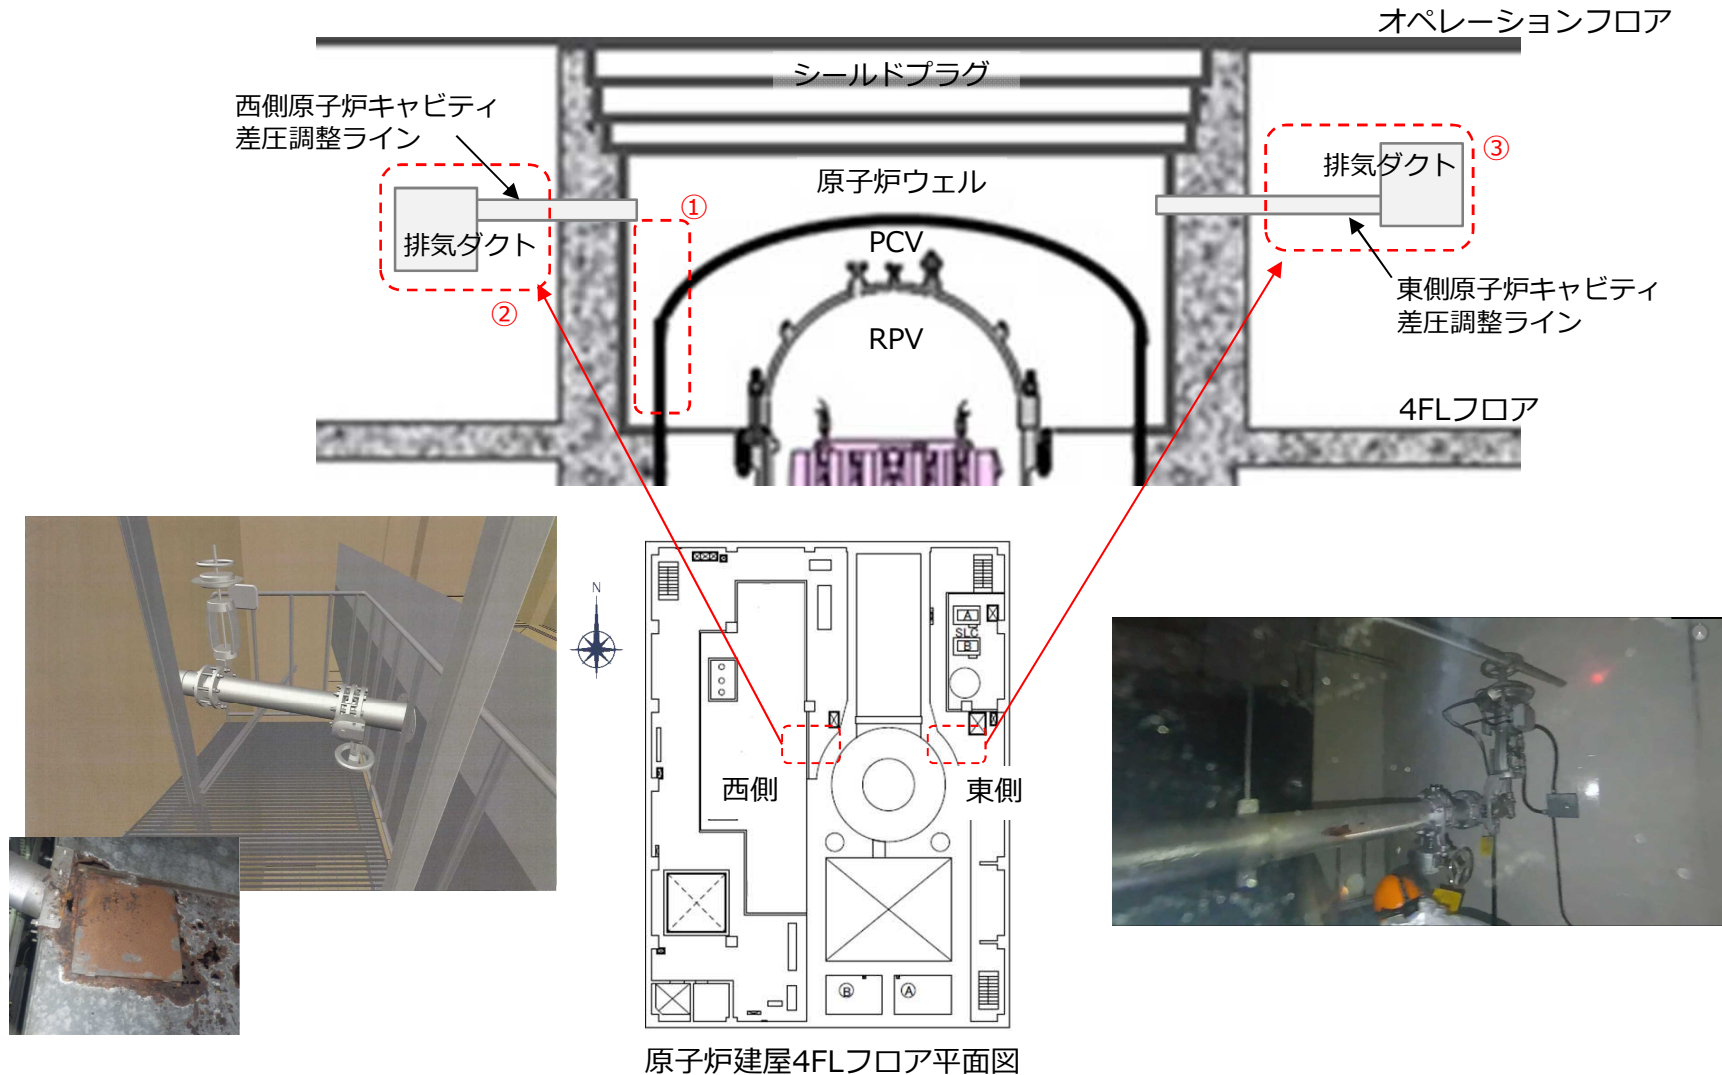 オペレーションフロア
シールドプラグ
西側原子炉キャビティ
差圧調整ライン
排気ダクト
③
原子炉ウェル
①
排気ダクト
PCV
東側原子炉キャビティ
差圧調整ライン
②
RPV
4FLフロア
N
A
SLC
B
西側
東側
B
A
原子炉建屋4FLフロア平面図